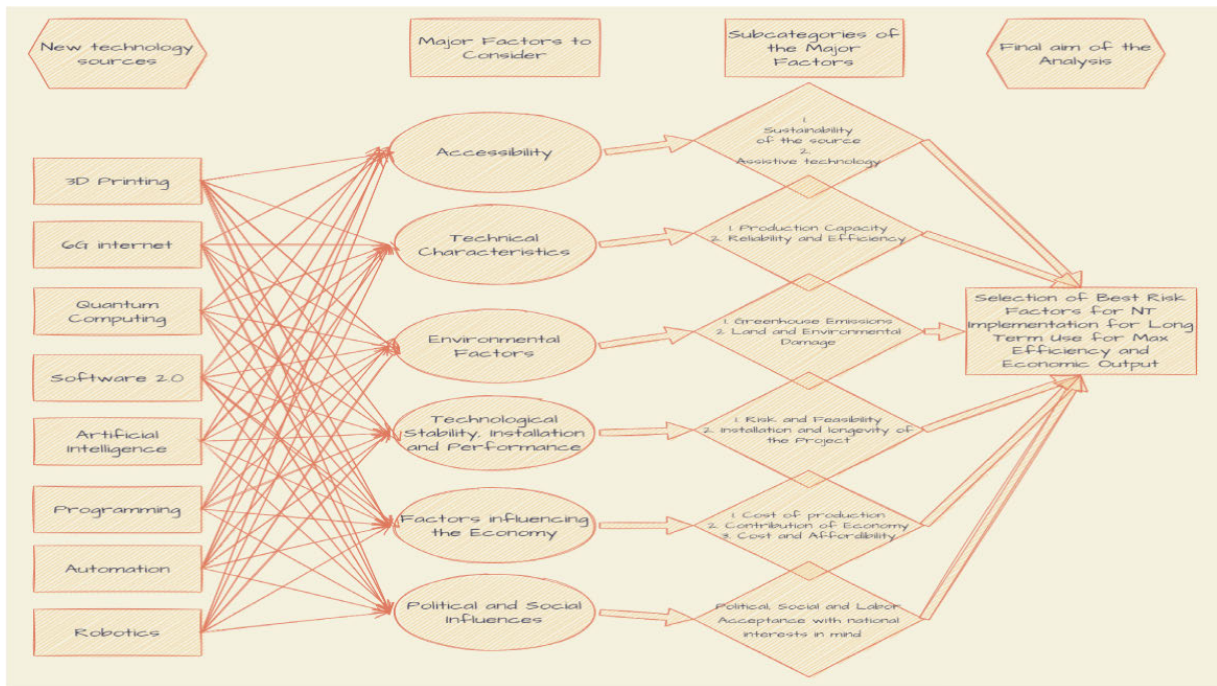 New technology
sources
Major Factors to
Consider
Subcategories of
the Major
Factors
Final aim of the
Analysis
3D Printing
6G internet
Quantum
Computing
Software 2.0
Artificial
Intelligence
Programming
Automation
Robotics
Accessibility
Technical
Characteristics
Environmental
Factors
Technological
Stability, Installation
and Performance
Factors influencing
the Economy
Political and Social
Influences
1.
Sustainability
of the source
2.
Assistive technology
1. Production Capacity
2. Reliability and Efficiency
1. Greenhouse Emissions
2. Land and Environmental
Damage
1. Risk and Feasibility
2. Installation and longevity of
the Project
1. Cost of production
2. Contribution of Economy
3. Cost and Affordibility
Political, Social and Labor
Acceptance with national
interests in mind
Selection of Best Risk
Factors for NT
Implementation for Long
Term Use for Max
Efficiency and
Economic Output